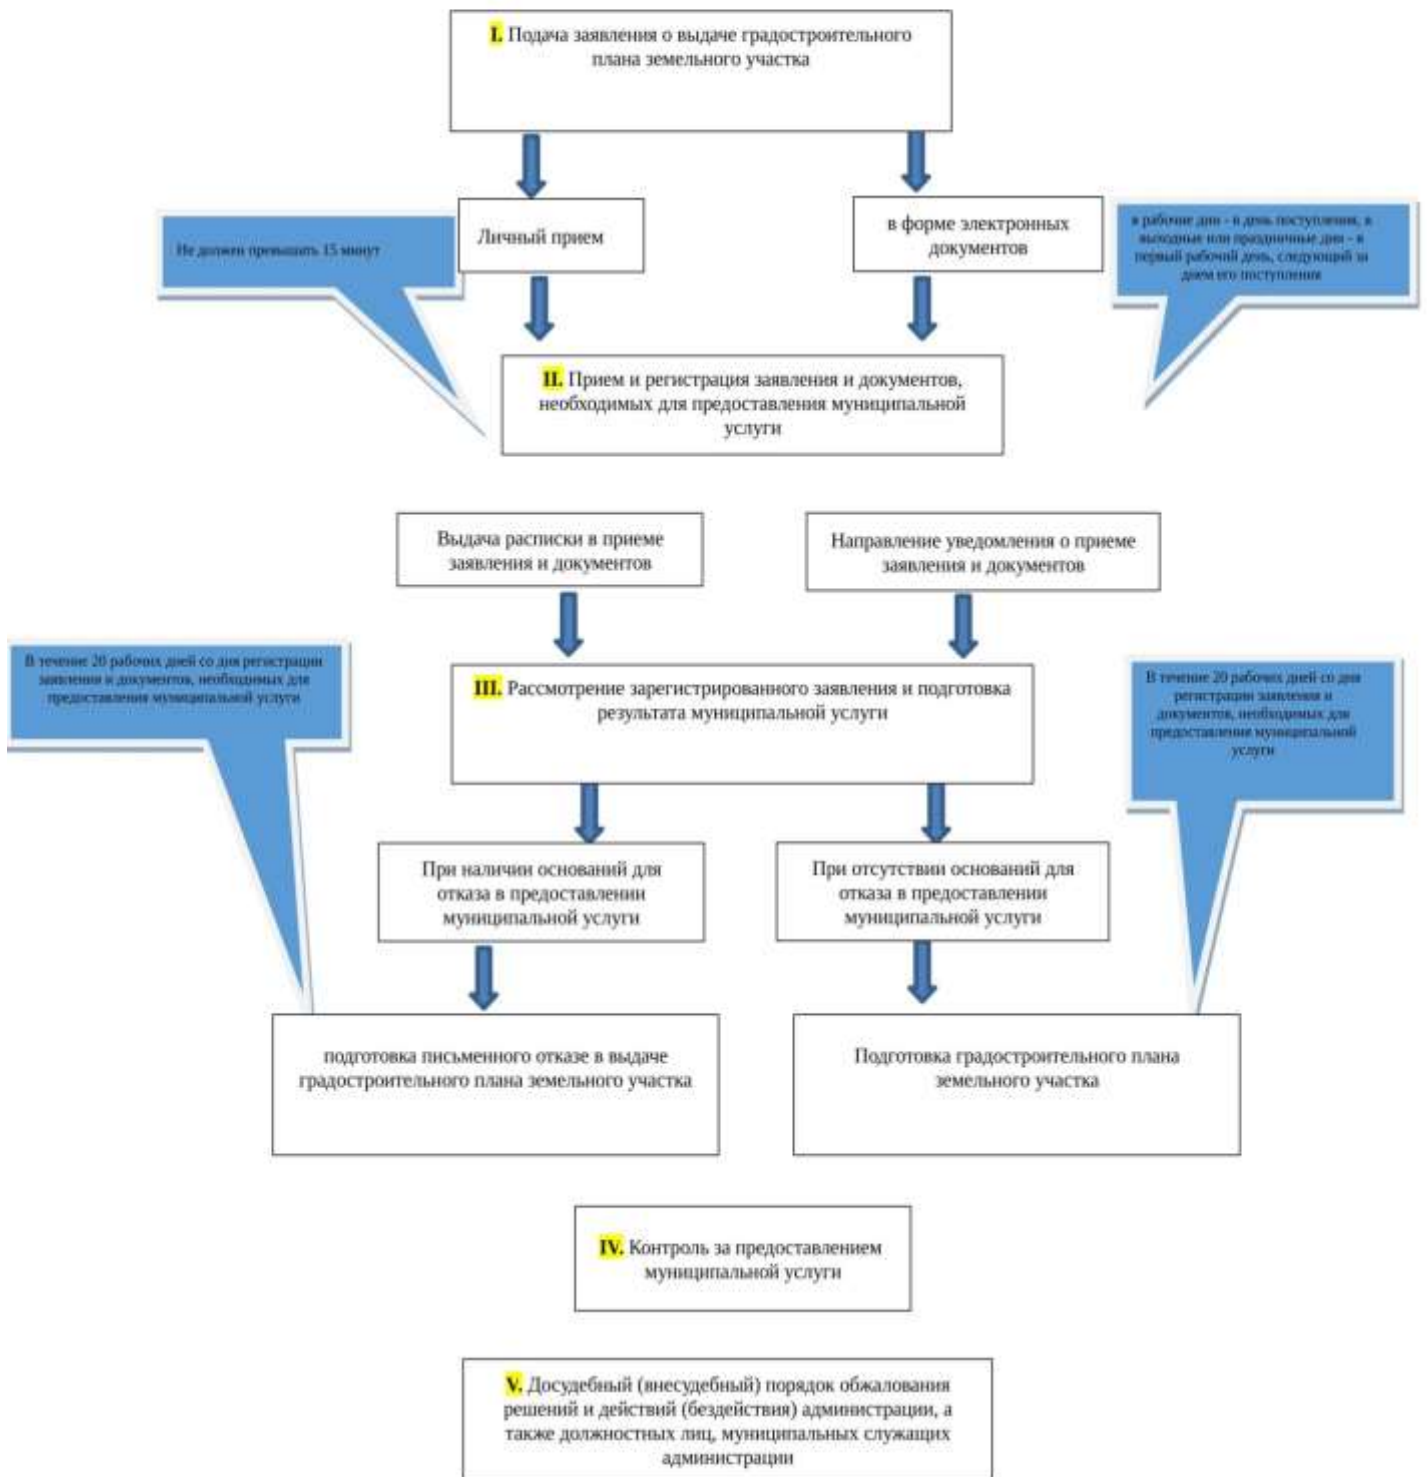 I. Подача заявления о выдаче градостроительного
плана земельного участка
Не должен превышать 15 минут
Личный прием
в форме электронных
документов
в рабочие дни - в день поступления, в
выходные или праздничные дни - в
первый рабочий день, следующий за
днем его поступления
II. Прием и регистрация заявления и документов,
необходимых для предоставления муниципальной
услуги
Выдача расписки в приеме
заявления и документов
Направление уведомления о приеме
заявления и документов
В течение 20 рабочих дней со дня регистрации
заявления и документов, необходимых для
предоставления муниципальной услуги
III. Рассмотрение зарегистрированного заявления и подготовка
результата муниципальной услуги
В течение 20 рабочих дней со дня
регистрации заявления и
документов, необходимых для
предоставления муниципальной
услуги
При наличии оснований для
отказа в предоставлении
муниципальной услуги
При отсутствии оснований для
отказа в предоставлении
муниципальной услуги
подготовка письменного отказе в выдаче
градостроительного плана земельного участка
Подготовка градостроительного плана
земельного участка
IV. Контроль за предоставлением
муниципальной услуги
V. Досудебный (внесудебный) порядок обжалования
решений и действий (бездействия) администрации, а
также должностных лиц, муниципальных служащих
администрации